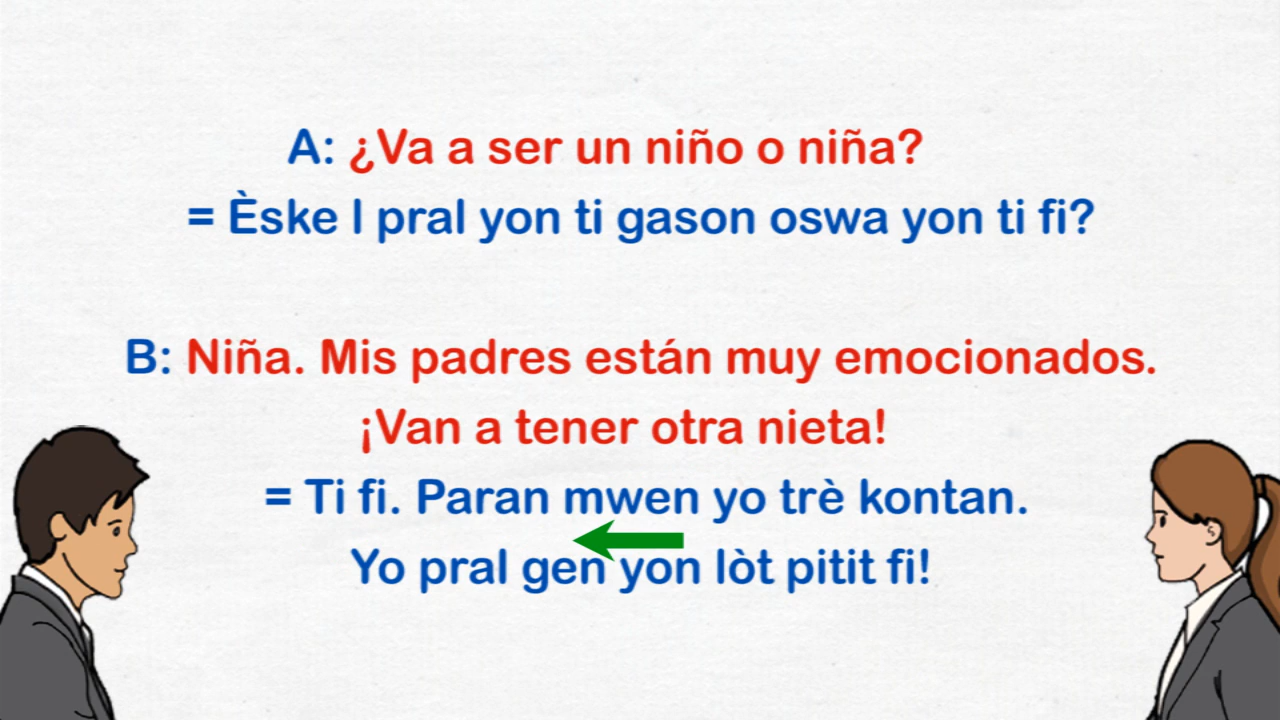 A: ¿Va a ser un niño o niña?
= Èske l pral yon ti gason oswa yon ti fi?
B: Niña. Mis padres están muy emocionados.
¡Van a tener otra nieta!
= Ti fi. Paran mwen yo trè kontan.
Yo pral gen yon lòt pitit fi!